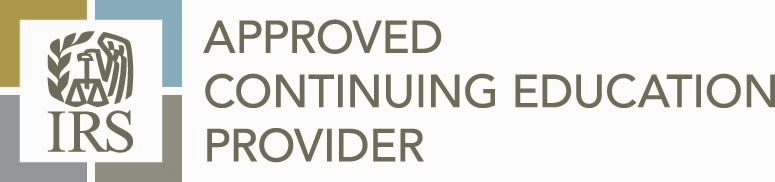 IRS
APPROVED
CONTINUING EDUCATION
PROVIDER